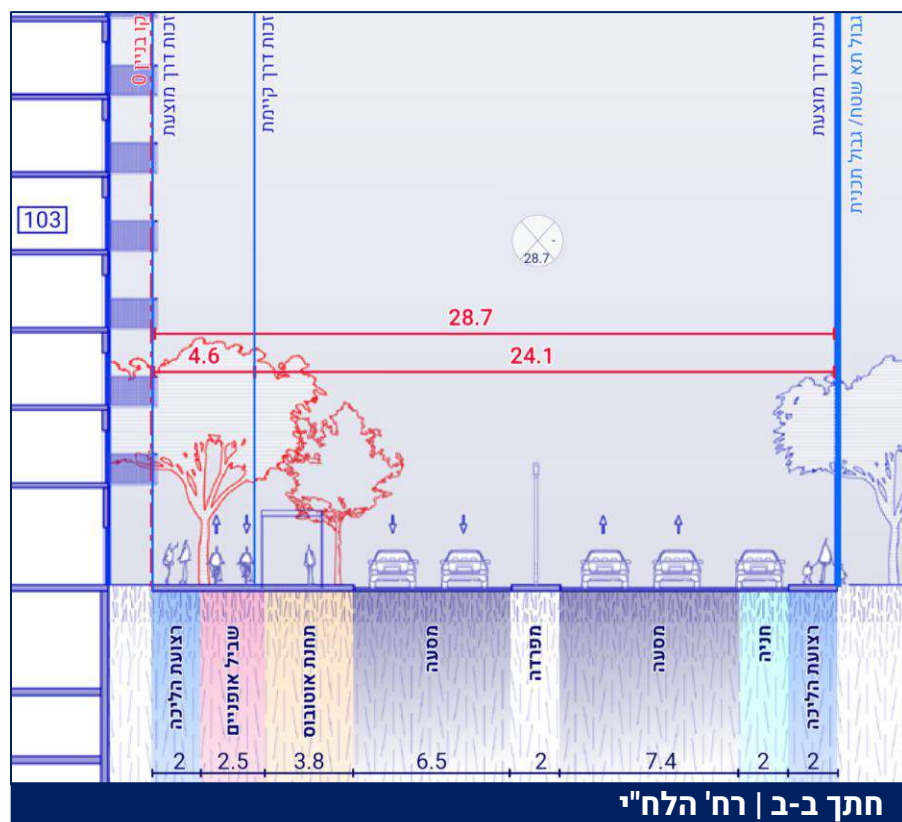 קו בניין 0
זכות דרך מוצעת
זכות דרך קיימת
זכות דרך מוצעת
גבול תא שטח/ גבול תכנית
103
28.7
28.7
4.6
24.1
רצועת הליכה
שביל אופניים
תחנת אוטובוס
מסעה
מפרדה
מסעה
חניה
רצועת הליכה
2
2.5
3.8
6.5
2
7.4
2
2
חתך ב-ב | רח' הלח"י